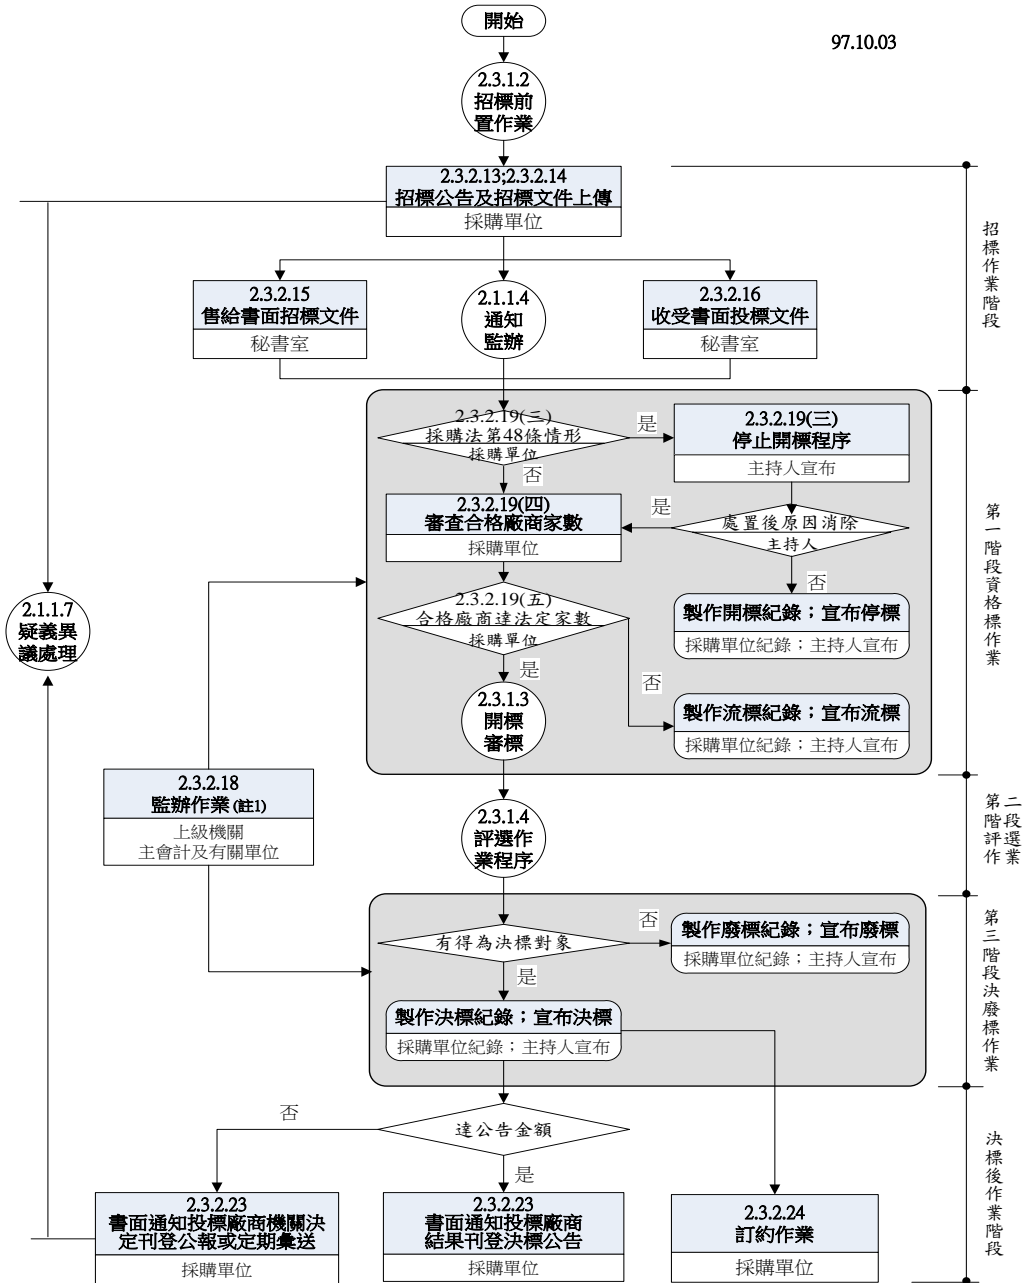 開始
97.10.03
2.3.1.2
招標前
置作業
2.3.2.13;2.3.2.14
招標公告及招標文件上傳
採購單位
招標作業階段
2.3.2.15
售給書面招標文件
秘書室
2.1.1.4
通知
監辦
2.3.2.16
收受書面投標文件
秘書室
2.3.2.19(三)
採購法第48條情形
採購單位
是
否
2.3.2.19(三)
停止開標程序
主持人宣布
2.3.2.19(四)
審查合格廠商家數
採購單位
是
處置後原因消除
主持人
否
第一階段資格標作業
2.1.1.7
疑義異
議處理
2.3.2.19(五)
合格廠商達法定家數
採購單位
是
否
製作開標紀錄；宣布停標
採購單位紀錄；主持人宣布
2.3.1.3
開標
審標
製作流標紀錄；宣布流標
採購單位紀錄；主持人宣布
2.3.2.18
監辦作業(註1)
上級機關
主會計及有關單位
2.3.1.4
評選作
業程序
第二階段評選作業
有得為決標對象
否
是
製作廢標紀錄；宣布廢標
採購單位紀錄；主持人宣布
製作決標紀錄；宣布決標
採購單位紀錄；主持人宣布
第三階段決廢標作業
達公告金額
否
是
決標後作業階段
2.3.2.23
書面通知投標廠商機關決
定刊登公報或定期彙送
採購單位
2.3.2.23
書面通知投標廠商
結果刊登決標公告
採購單位
2.3.2.24
訂約作業
採購單位